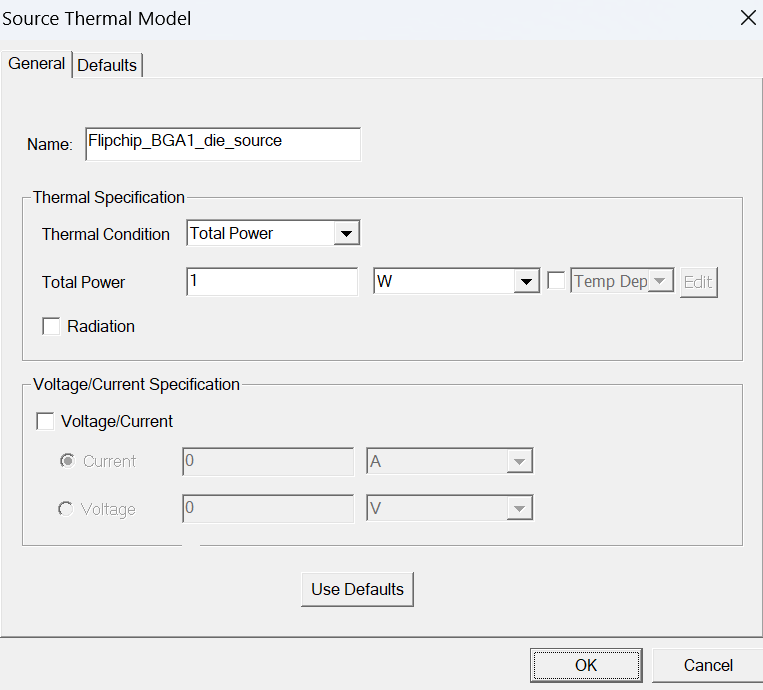 Source Thermal Model
General Defaults
Name: Flipchip_BGA1_die_source
Thermal Specification
Thermal Condition Total Power
Total Power 1 W Temp Dep Edit
Radiation
Voltage/Current Specification
Voltage/Current
Current 0 A
Voltage 0 V
Use Defaults
OK Cancel